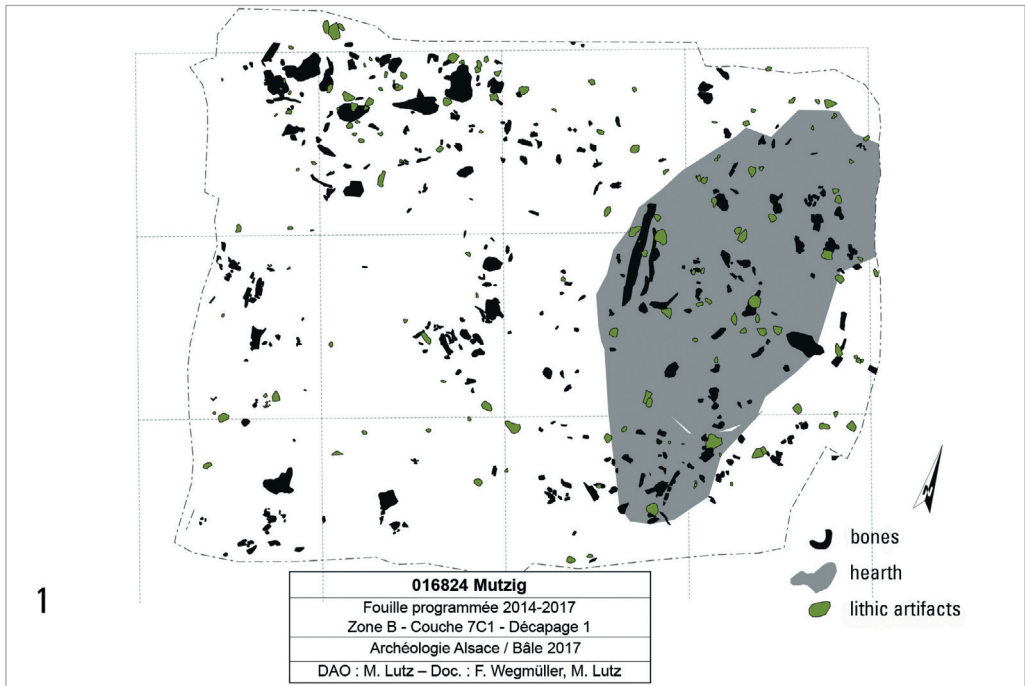 N
bones
hearth
lithic artifacts
1
016824 Mutzig
Fouille programmée 2014-2017
Zone B - Couche 7C1 - Décapage 1
Archéologie Alsace / Bâle 2017
DAO : M. Lutz – Doc. : F. Wegmüller, M. Lutz